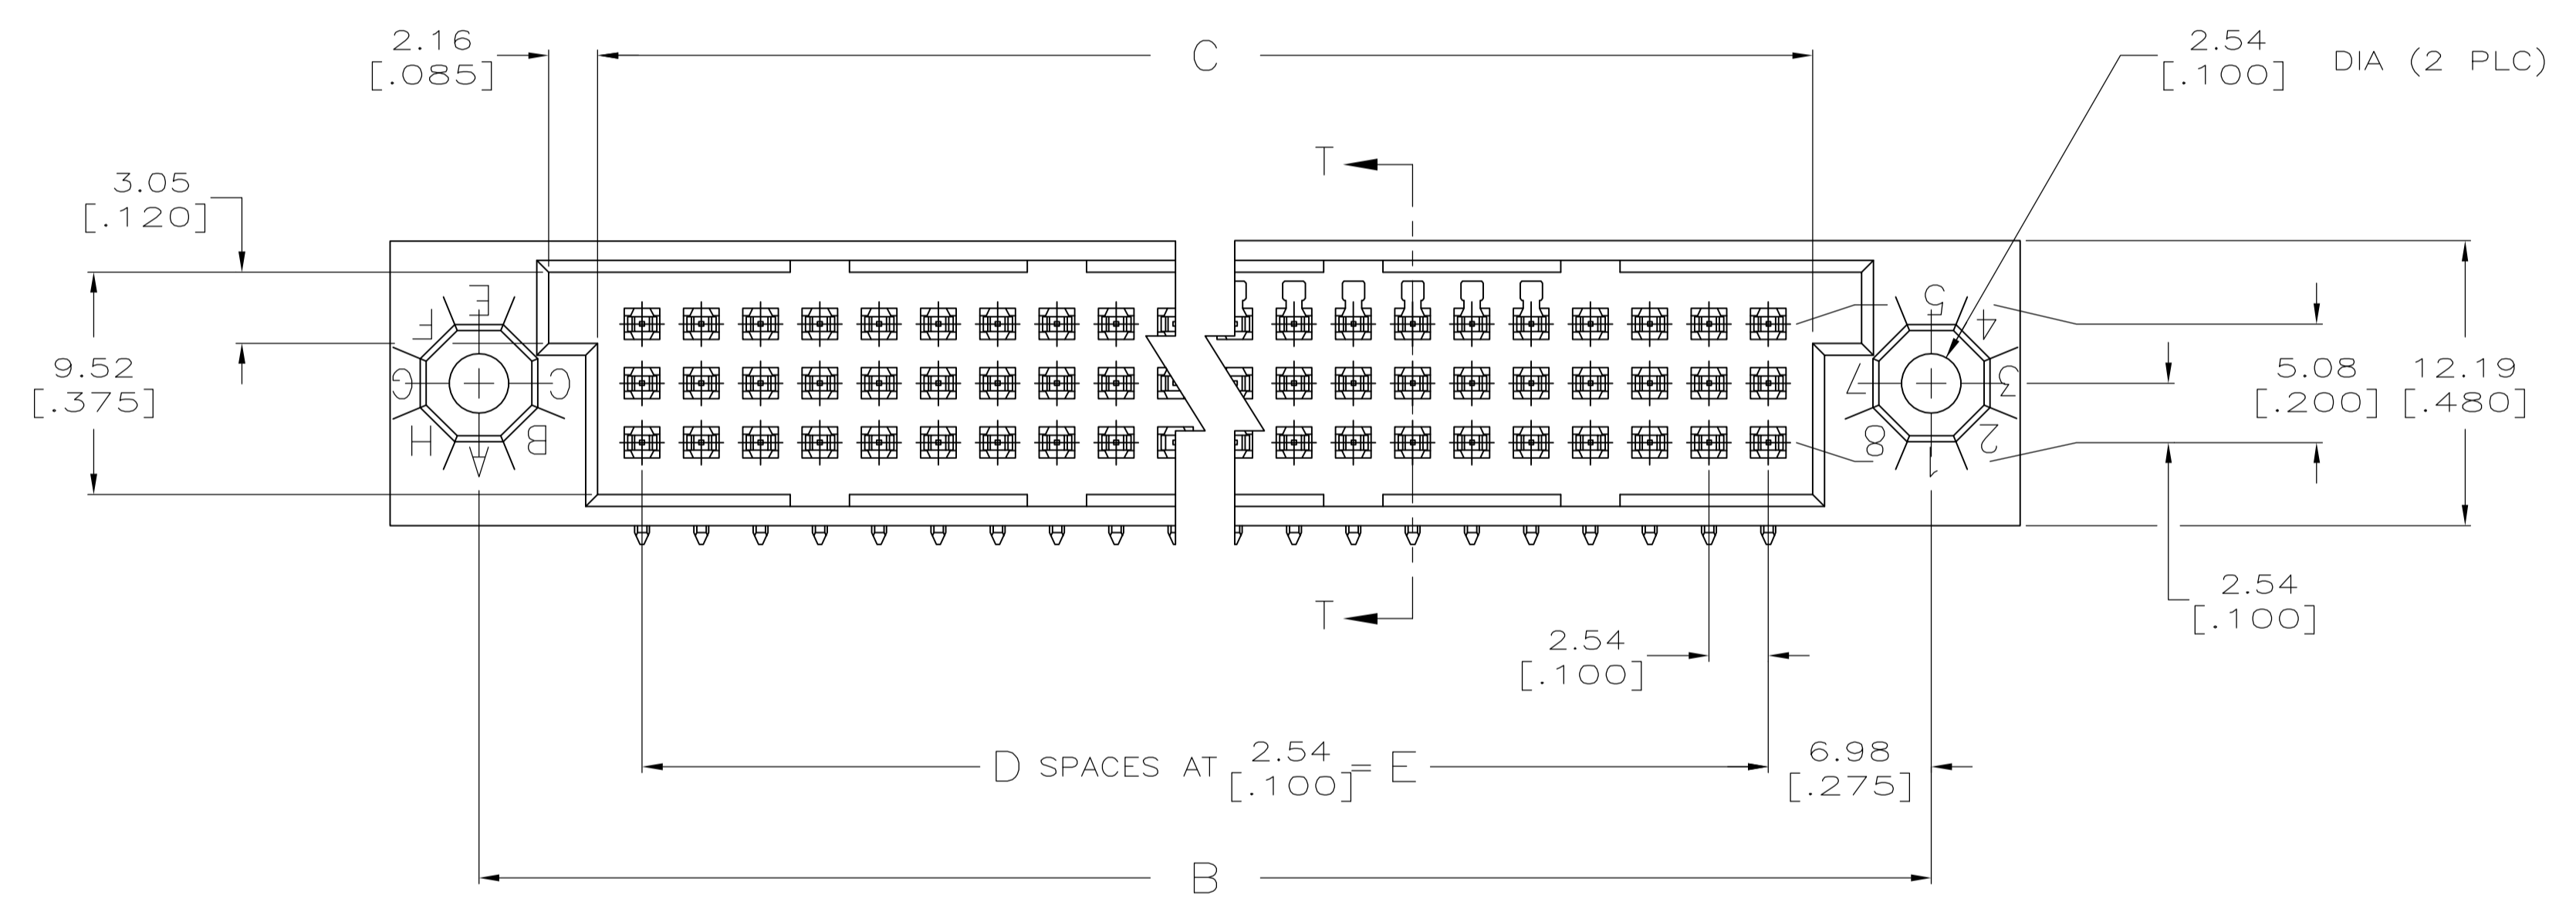 2.16
[.085]
C
2.54
[.100]
DIA (2 PLC)
T
3.05
[.120]
E
F
G
C
H
B
A
5
4
3
7
2
8
1
9.52
[.375]
5.08
[.200]
12.19
[.480]
2.54
[.100]
T
2.54
[.100]
D SPACES AT 2.54 = E
[.100]
6.98
[.275]
B